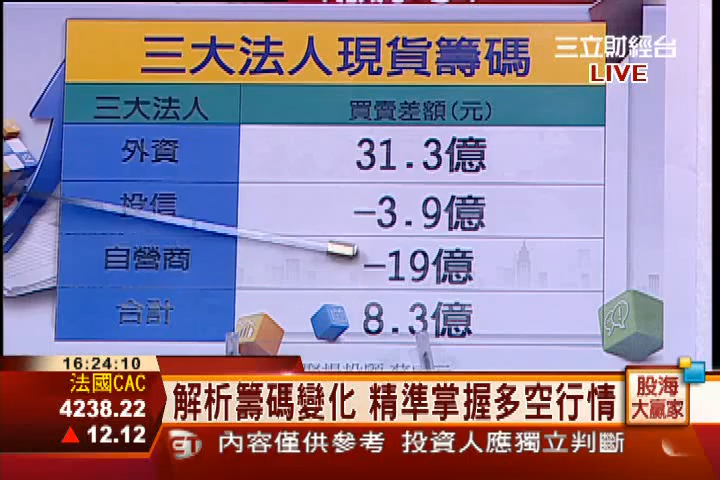 三大法人現貨籌碼
三立財經台
LIVE
三大法人 買賣差額(元)
外資 31.3億
投信 -3.9億
自營商 -19億
合計 8.3億
16:24:10
法國CAC
4238.22
▲ 12.12
解析籌碼變化 精準掌握多空行情
股海
大贏家
內容僅供參考 投資人應獨立判斷